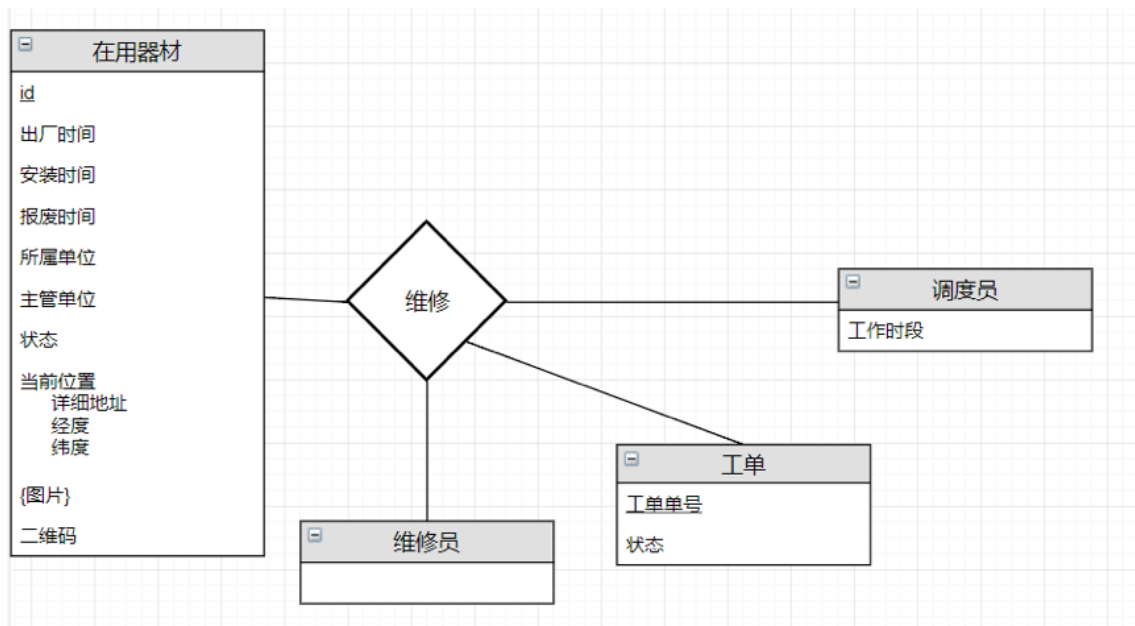 在用器材
id
出厂时间
安装时间
报废时间
所属单位
主管单位
状态
当前位置
详细地址
经度
纬度
{图片}
二维码
维修
调度员
工作时段
工单
工单单号
状态
维修员